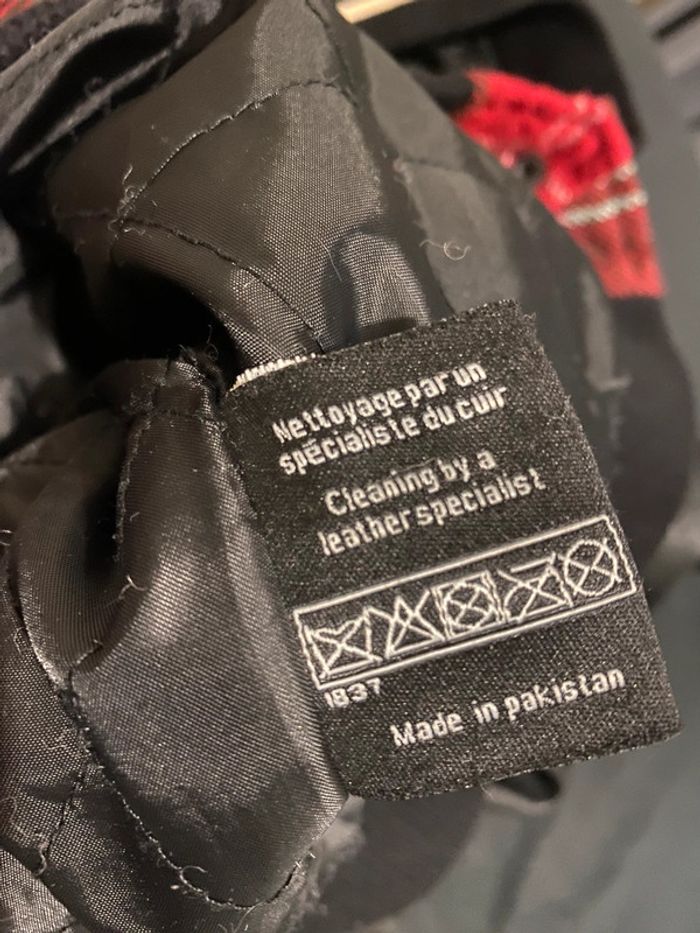 Nettoyage par un
spécialiste du cuir
Cleaning by a
leather specialist
1837
Made in pakistan